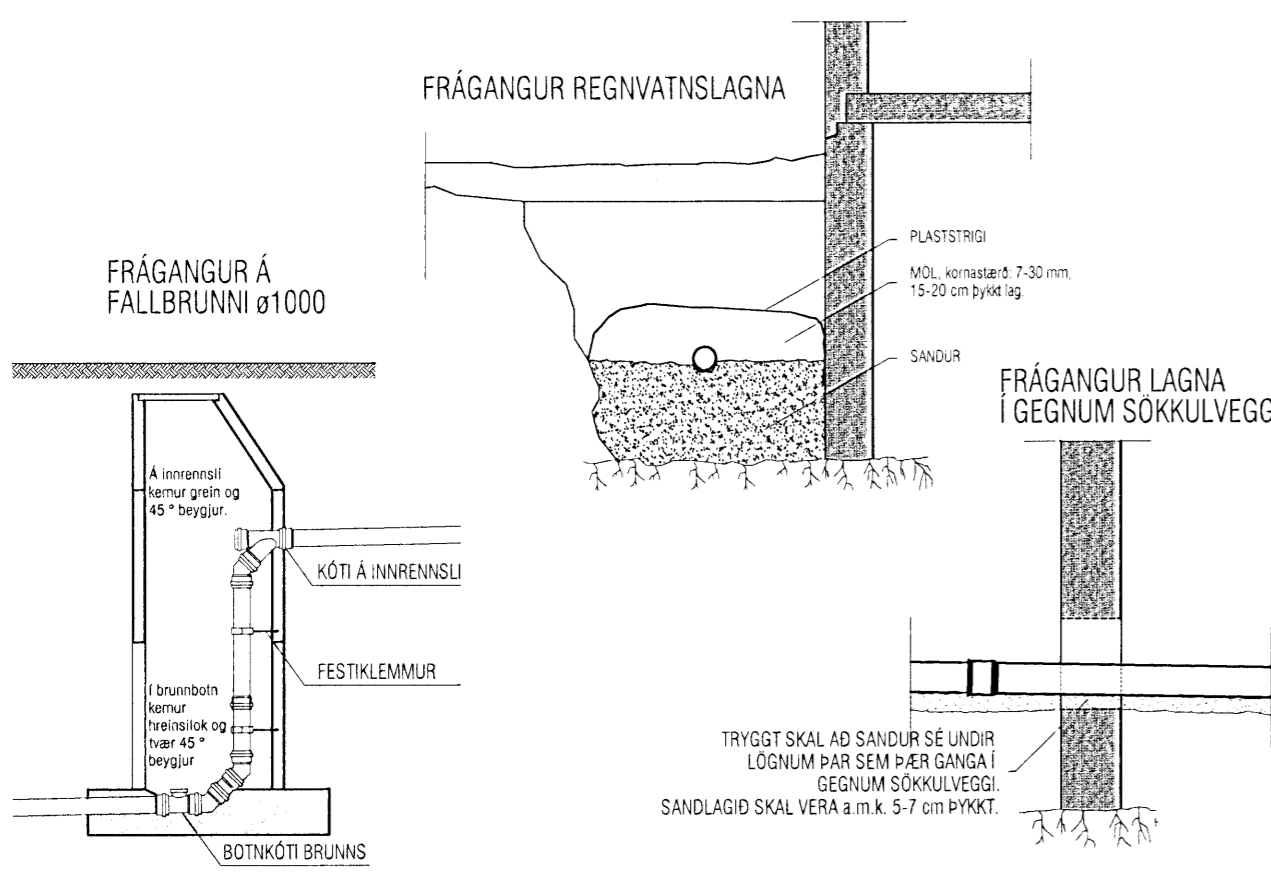 FRÁGANGUR REGNVATNSLAGNA
PLASTSTRIGI
MÖL, kornastærð: 7-30 mm,
15-20 cm þykkt lag.
SANDUR
FRÁGANGUR Á
FALLBRUNNI ø1000
Á innrennsli
kemur grein og
45 ° beygjur.
KÓTI Á INNRENNSLI
FESTIKLEMMUR
Í brunnbotn
kemur
hreinsilok og
tvær 45 °
beygjur
BOTNKÓTI BRUNNS
FRÁGANGUR LAGNA
Í GEGNUM SÖKKULVEGG
TRYGGT SKAL AÐ SANDUR SÉ UNDIR
LÖGNUM ÞAR SEM ÞÆR GANGA Í
GEGNUM SÖKKULVEGGI.
SANDLAGIÐ SKAL VERA a.m.k. 5-7 cm ÞYKKT.